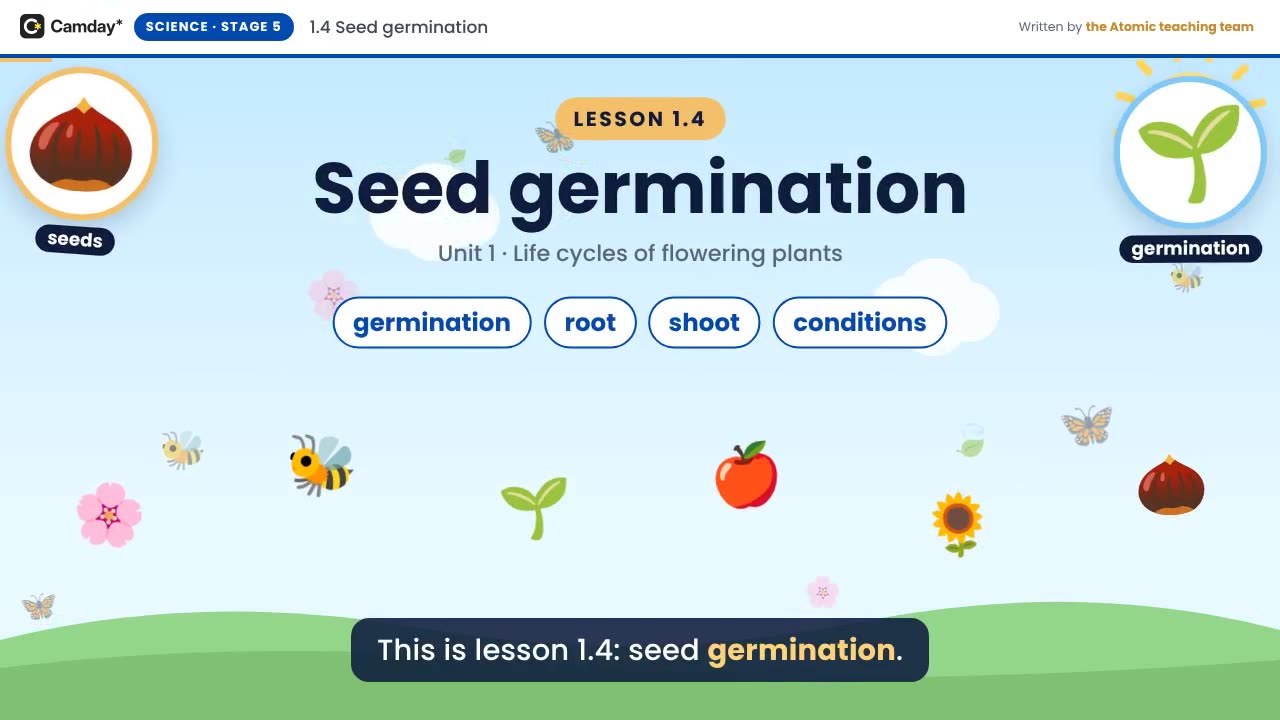 Camday*
SCIENCE · STAGE 5
1.4 Seed germination
Written by the Atomic teaching team
seeds
LESSON 1.4
Seed germination
Unit 1 · Life cycles of flowering plants
germination
root
shoot
conditions
germination
This is lesson 1.4: seed germination.